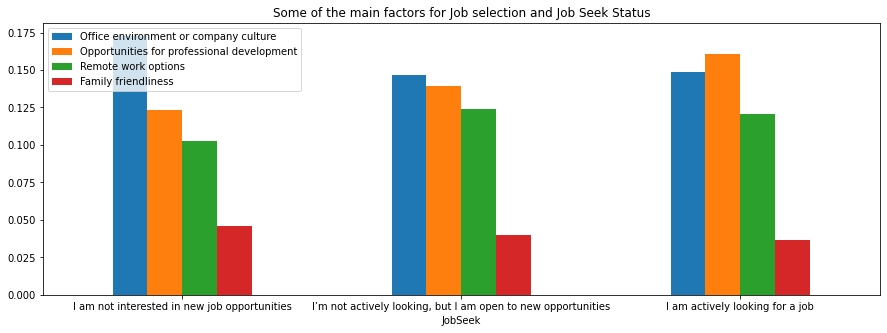 Some of the main factors for Job selection and Job Seek Status
Office environment or company culture
Opportunities for professional development
Remote work options
Family friendliness
0.175
0.150
0.125
0.100
0.075
0.050
0.025
0.000
I am not interested in new job opportunities
I’m not actively looking, but I am open to new opportunities
I am actively looking for a job
JobSeek